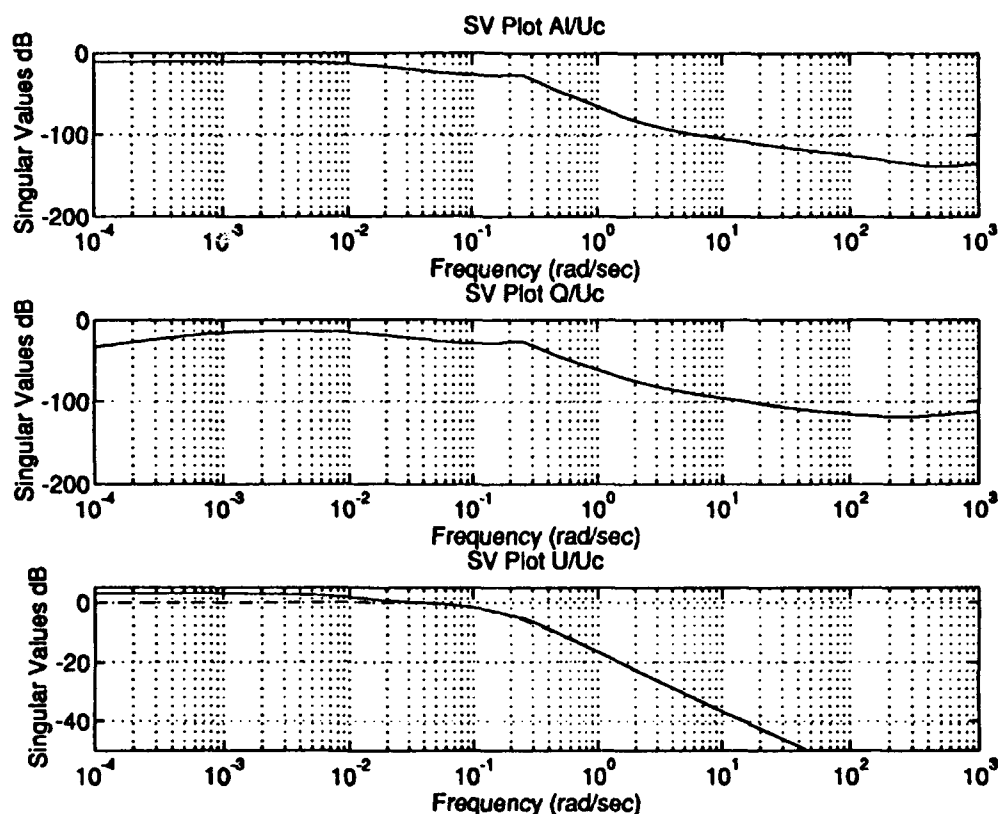 SV Plot Al/Uc
Singular Values dB
0
-100
-200
10^-4 10^-3 10^-2 10^-1 10^0 10^1 10^2 10^3
Frequency (rad/sec)
SV Plot Q/Uc
Singular Values dB
0
-100
-200
10^-4 10^-3 10^-2 10^-1 10^0 10^1 10^2 10^3
Frequency (rad/sec)
SV Plot U/Uc
Singular Values dB
0
-20
-40
10^-4 10^-3 10^-2 10^-1 10^0 10^1 10^2 10^3
Frequency (rad/sec)